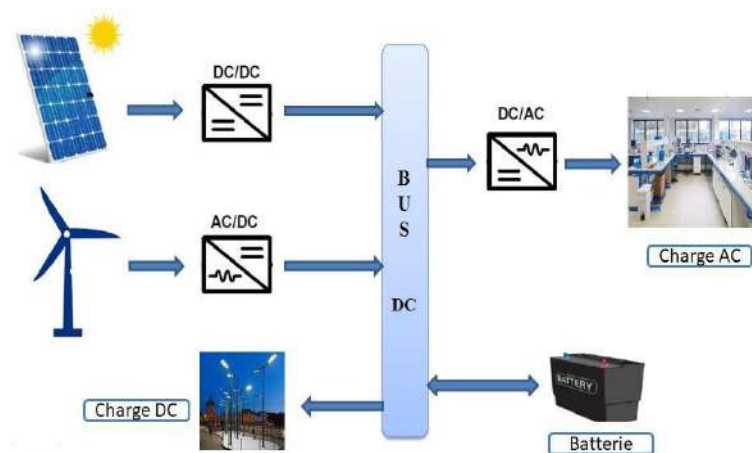 DC/DC
DC/AC
B
U
S
DC
AC/DC
Charge AC
Charge DC
BATTERY
Batterie